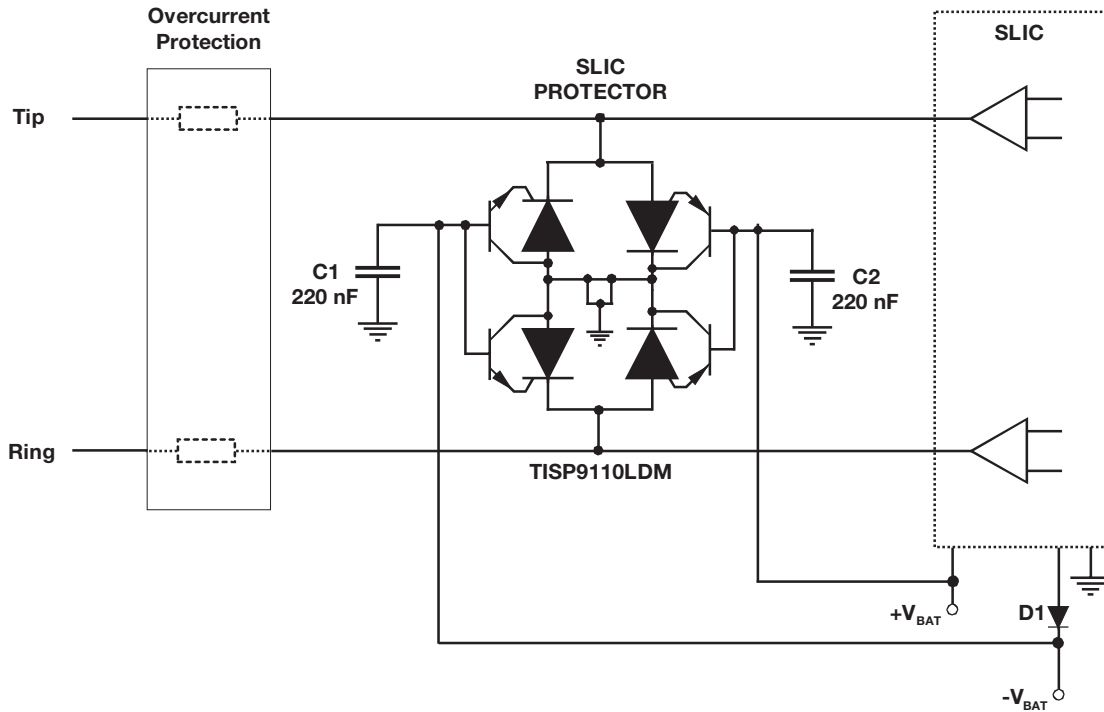 Overcurrent
Protection
SLIC
SLIC
PROTECTOR
Tip
C1
220 nF
C2
220 nF
Ring
TISP9110LDM
+VBAT
D1
-VBAT